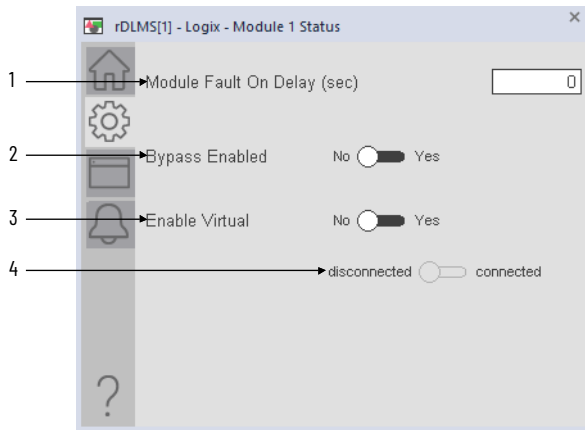 rDLMS[1] - Logix - Module 1 Status ×
1 Module Fault On Delay (sec) 0
2 Bypass Enabled No Yes
3 Enable Virtual No Yes
4 disconnected connected
?